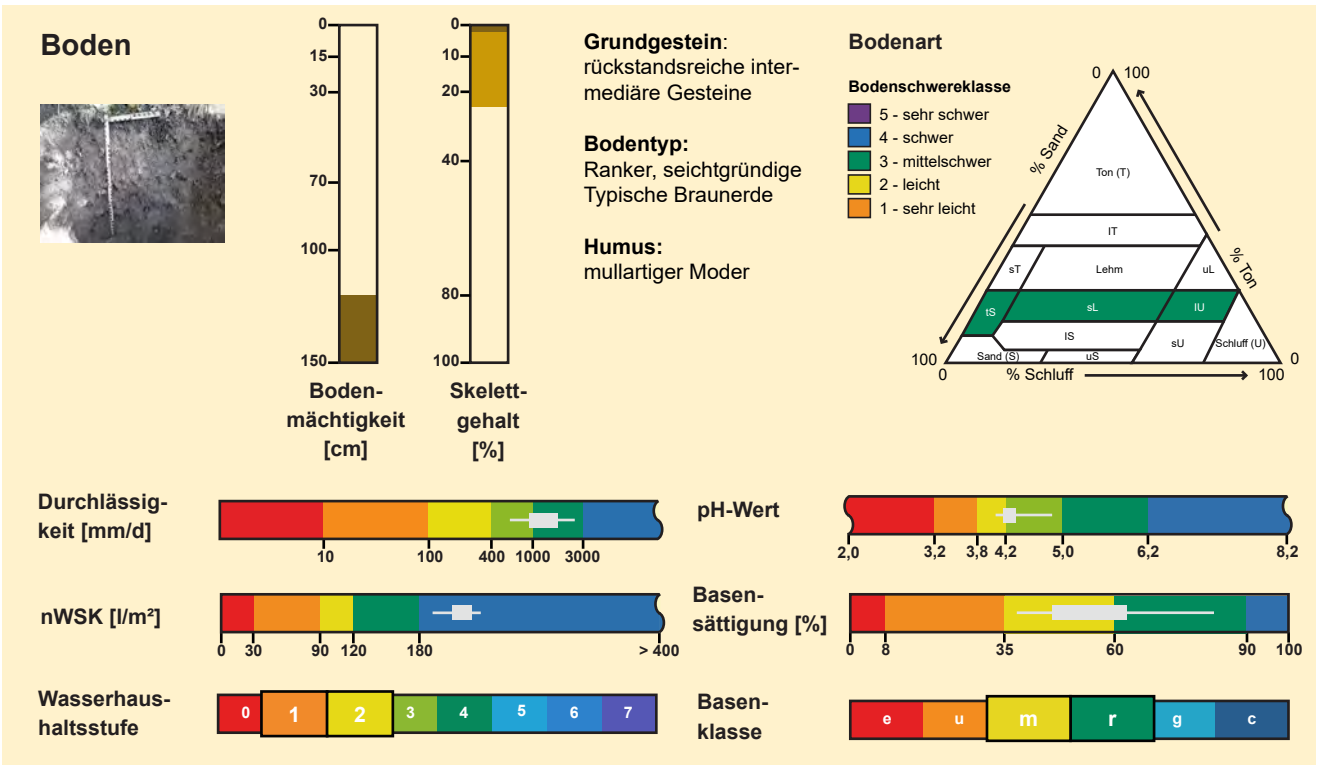 Boden
0
15
30
70
100
150
Boden-
mächtigkeit
[cm]
0
10
20
40
80
100
Skelett-
gehalt
[%]
Grundgestein:
rückstandsreiche inter-
mediäre Gesteine
Bodentyp:
Ranker, seichtgründige
Typische Braunerde
Humus:
mullartiger Moder
Bodenart
Bodenschwereklasse
5 - sehr schwer
4 - schwer
3 - mittelschwer
2 - leicht
1 - sehr leicht
0 100
% Sand
% Ton
Ton (T)
lT
sT Lehm uL
tS sL lU
lS
sU Schluff (U)
Sand (S) uS
100 0
0 % Schluff 100
Durchlässig-
keit [mm/d]
10 100 400 1000 3000
nWSK [l/m²]
0 30 90 120 180 > 400
Wasserhaus-
haltsstufe
0 1 2 3 4 5 6 7
pH-Wert
2,0 3,2 3,8 4,2 5,0 6,2 8,2
Basen-
sättigung [%]
0 8 35 60 90 100
Basen-
klasse
e u m r g c